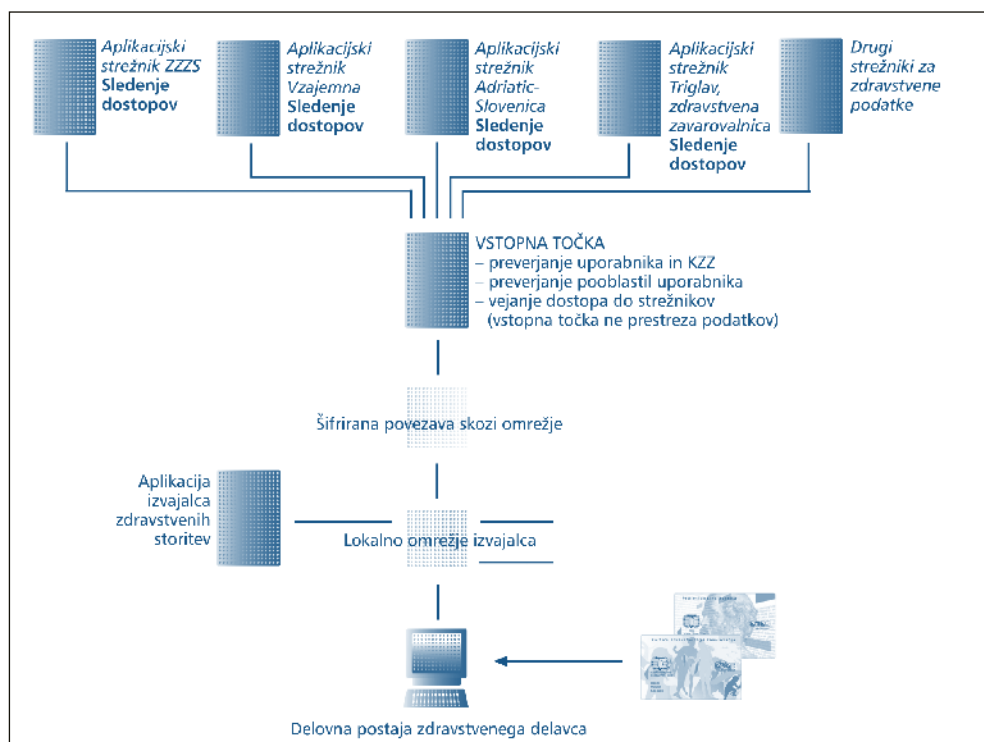 Aplikacijski
strežnik ZZZS
Sledenje
dostopov
Aplikacijski
strežnik
Vzajemna
Sledenje
dostopov
Aplikacijski
strežnik
Adriatic-
Slovenica
Sledenje
dostopov
Aplikacijski
strežnik
Triglav,
zdravstvena
zavarovalnica
Sledenje
dostopov
Drugi
strežniki za
zdravstvene
podatke
VSTOPNA TOČKA
– preverjanje uporabnika in KZZ
– preverjanje pooblastil uporabnika
– vejanje dostopa do strežnikov
(vstopna točka ne prestreza podatkov)
Šifrirana povezava skozi omrežje
Aplikacija
izvajalca
zdravstvenih
storitev
Lokalno omrežje izvajalca
Delovna postaja zdravstvenega delavca